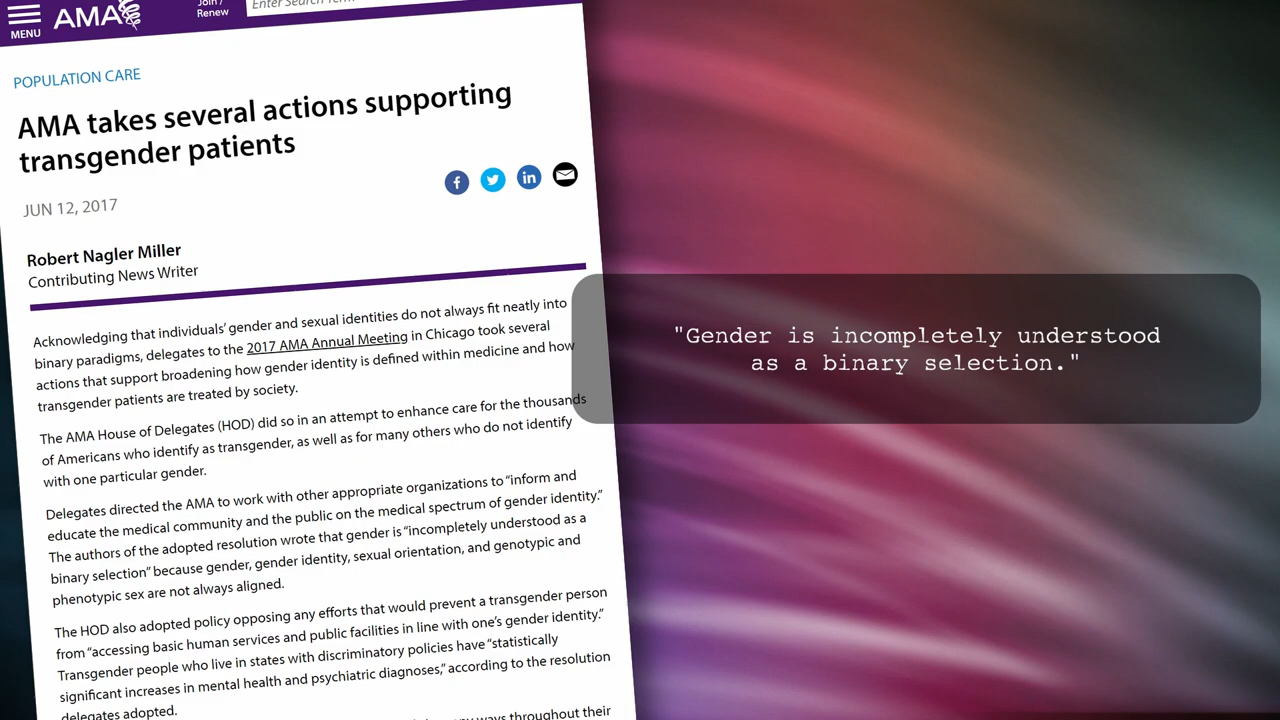 MENU
AMA
Join /
Renew
Enter Search Term
POPULATION CARE
AMA takes several actions supporting
transgender patients
JUN 12, 2017
Robert Nagler Miller
Contributing News Writer
Acknowledging that individuals' gender and sexual identities do not always fit neatly into
binary paradigms, delegates to the 2017 AMA Annual Meeting in Chicago took several
actions that support broadening how gender identity is defined within medicine and how
transgender patients are treated by society.
The AMA House of Delegates (HOD) did so in an attempt to enhance care for the thousands
of Americans who identify as transgender, as well as for many others who do not identify
with one particular gender.
Delegates directed the AMA to work with other appropriate organizations to "inform and
educate the medical community and the public on the medical spectrum of gender identity."
The authors of the adopted resolution wrote that gender is "incompletely understood as a
binary selection" because gender, gender identity, sexual orientation, and genotypic and
phenotypic sex are not always aligned.
The HOD also adopted policy opposing any efforts that would prevent a transgender person
from "accessing basic human services and public facilities in line with one's gender identity."
Transgender people who live in states with discriminatory policies have "statistically
significant increases in mental health and psychiatric diagnoses," according to the resolution
delegates adopted.
ways throughout their
"Gender is incompletely understood
as a binary selection."